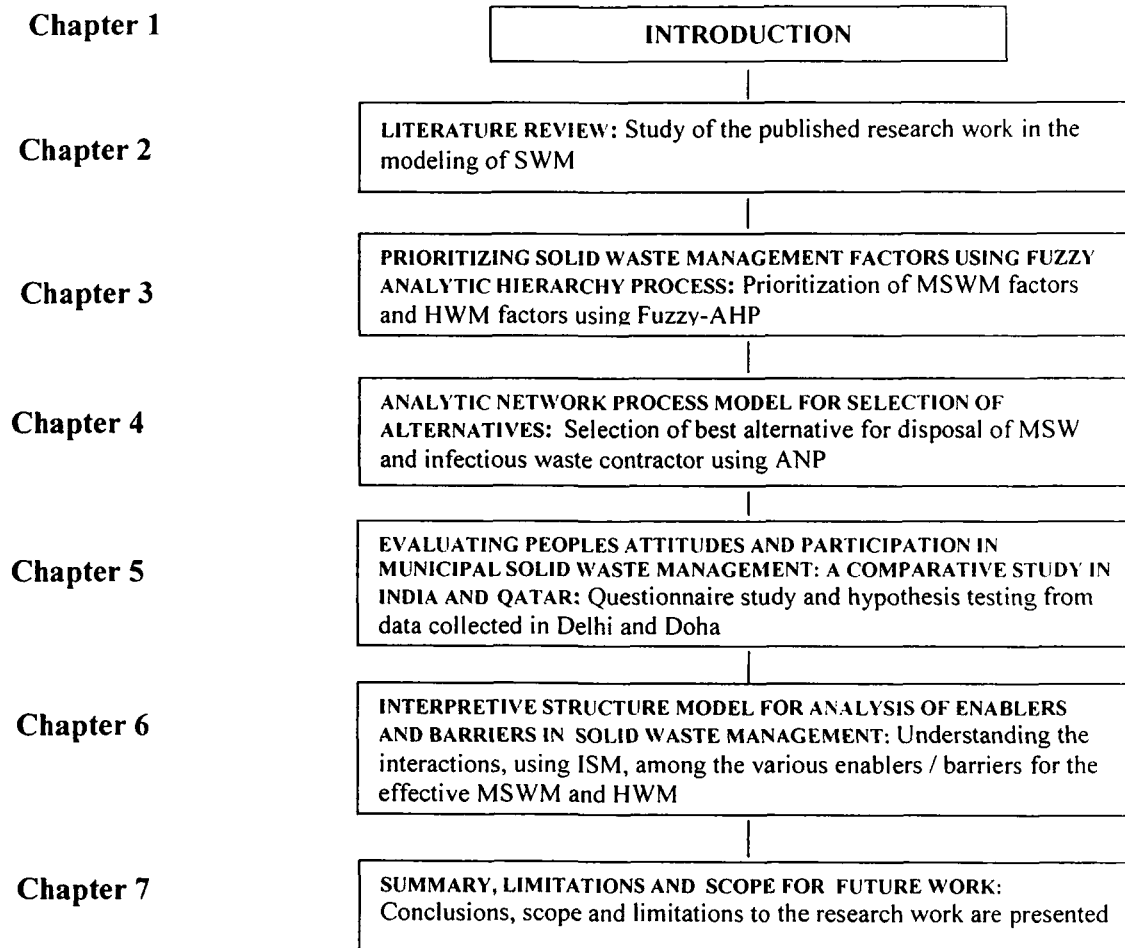 Chapter 1
INTRODUCTION
Chapter 2
LITERATURE REVIEW: Study of the published research work in the
modeling of SWM
Chapter 3
PRIORITIZING SOLID WASTE MANAGEMENT FACTORS USING FUZZY
ANALYTIC HIERARCHY PROCESS: Prioritization of MSWM factors
and HWM factors using Fuzzy-AHP
Chapter 4
ANALYTIC NETWORK PROCESS MODEL FOR SELECTION OF
ALTERNATIVES: Selection of best alternative for disposal of MSW
and infectious waste contractor using ANP
Chapter 5
EVALUATING PEOPLES ATTITUDES AND PARTICIPATION IN
MUNICIPAL SOLID WASTE MANAGEMENT: A COMPARATIVE STUDY IN
INDIA AND QATAR: Questionnaire study and hypothesis testing from
data collected in Delhi and Doha
Chapter 6
INTERPRETIVE STRUCTURE MODEL FOR ANALYSIS OF ENABLERS
AND BARRIERS IN SOLID WASTE MANAGEMENT: Understanding the
interactions, using ISM, among the various enablers / barriers for the
effective MSWM and HWM
Chapter 7
SUMMARY, LIMITATIONS AND SCOPE FOR FUTURE WORK:
Conclusions, scope and limitations to the research work are presented